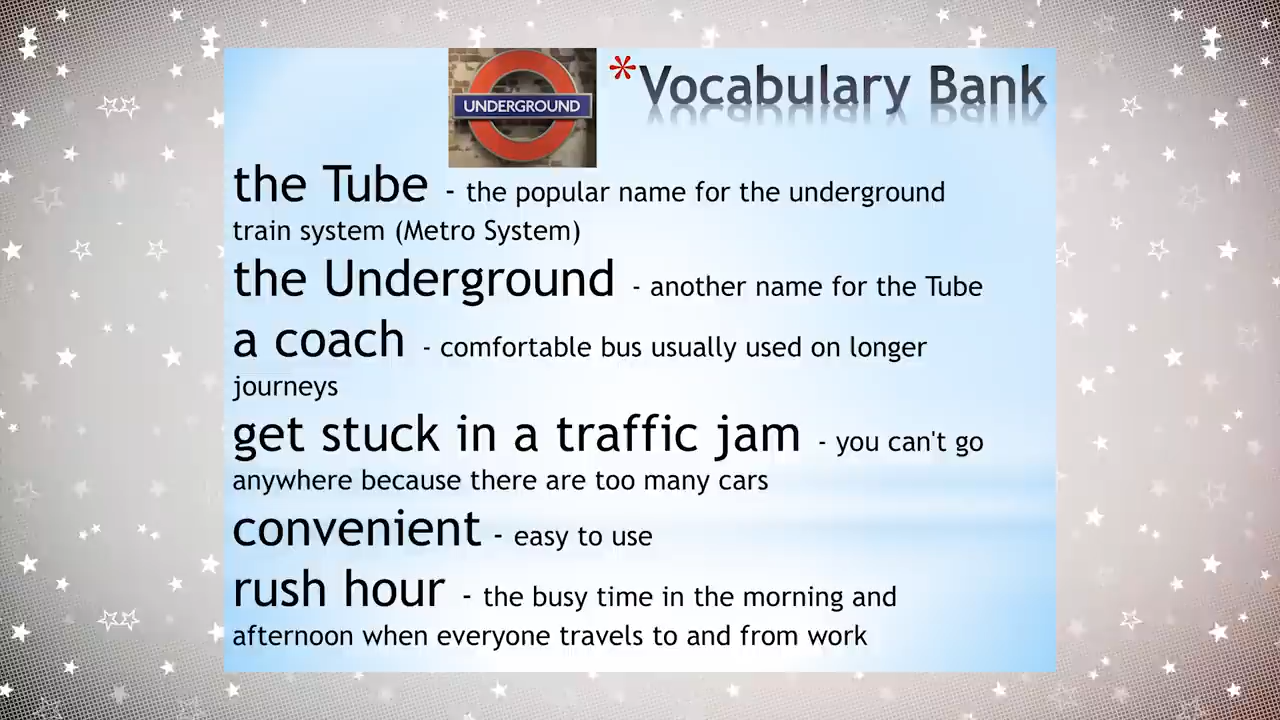 UNDERGROUND
*Vocabulary Bank
the Tube - the popular name for the underground
train system (Metro System)
the Underground - another name for the Tube
a coach - comfortable bus usually used on longer
journeys
get stuck in a traffic jam - you can't go
anywhere because there are too many cars
convenient - easy to use
rush hour - the busy time in the morning and
afternoon when everyone travels to and from work